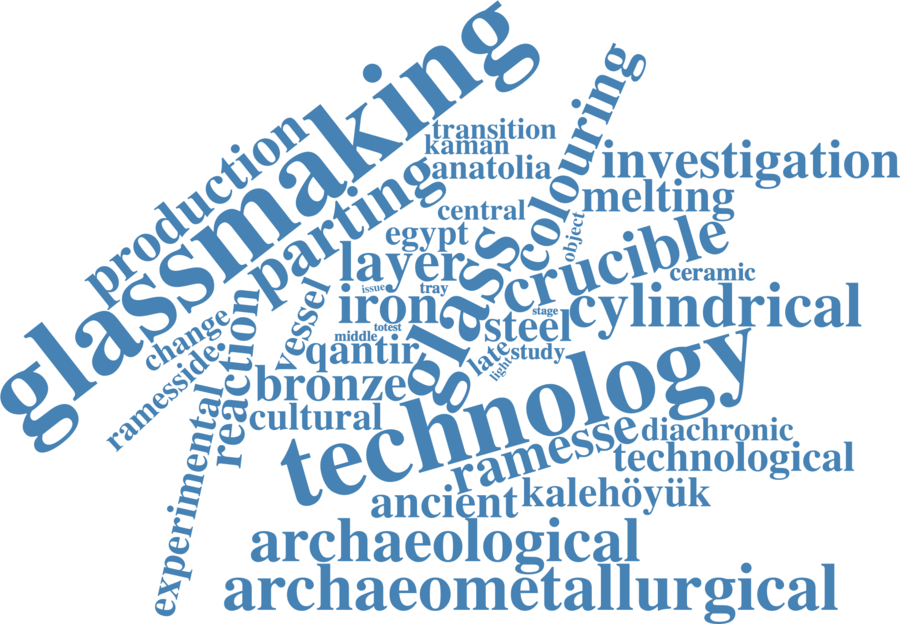 glassmaking
production
parting
transition
kaman
anatolia
colouring
investigation
melting
central
egypt
object
layer
glass
crucible
ceramic
issue
tray
iron
vessel
stage
cylindrical
steel
change
totest
middle
qantir
late
study
light
ramesside
reaction
bronze
technology
cultural
experimental
ramesse
diachronic
technological
ancient
kalehöyük
archaeological
archaeometallurgical